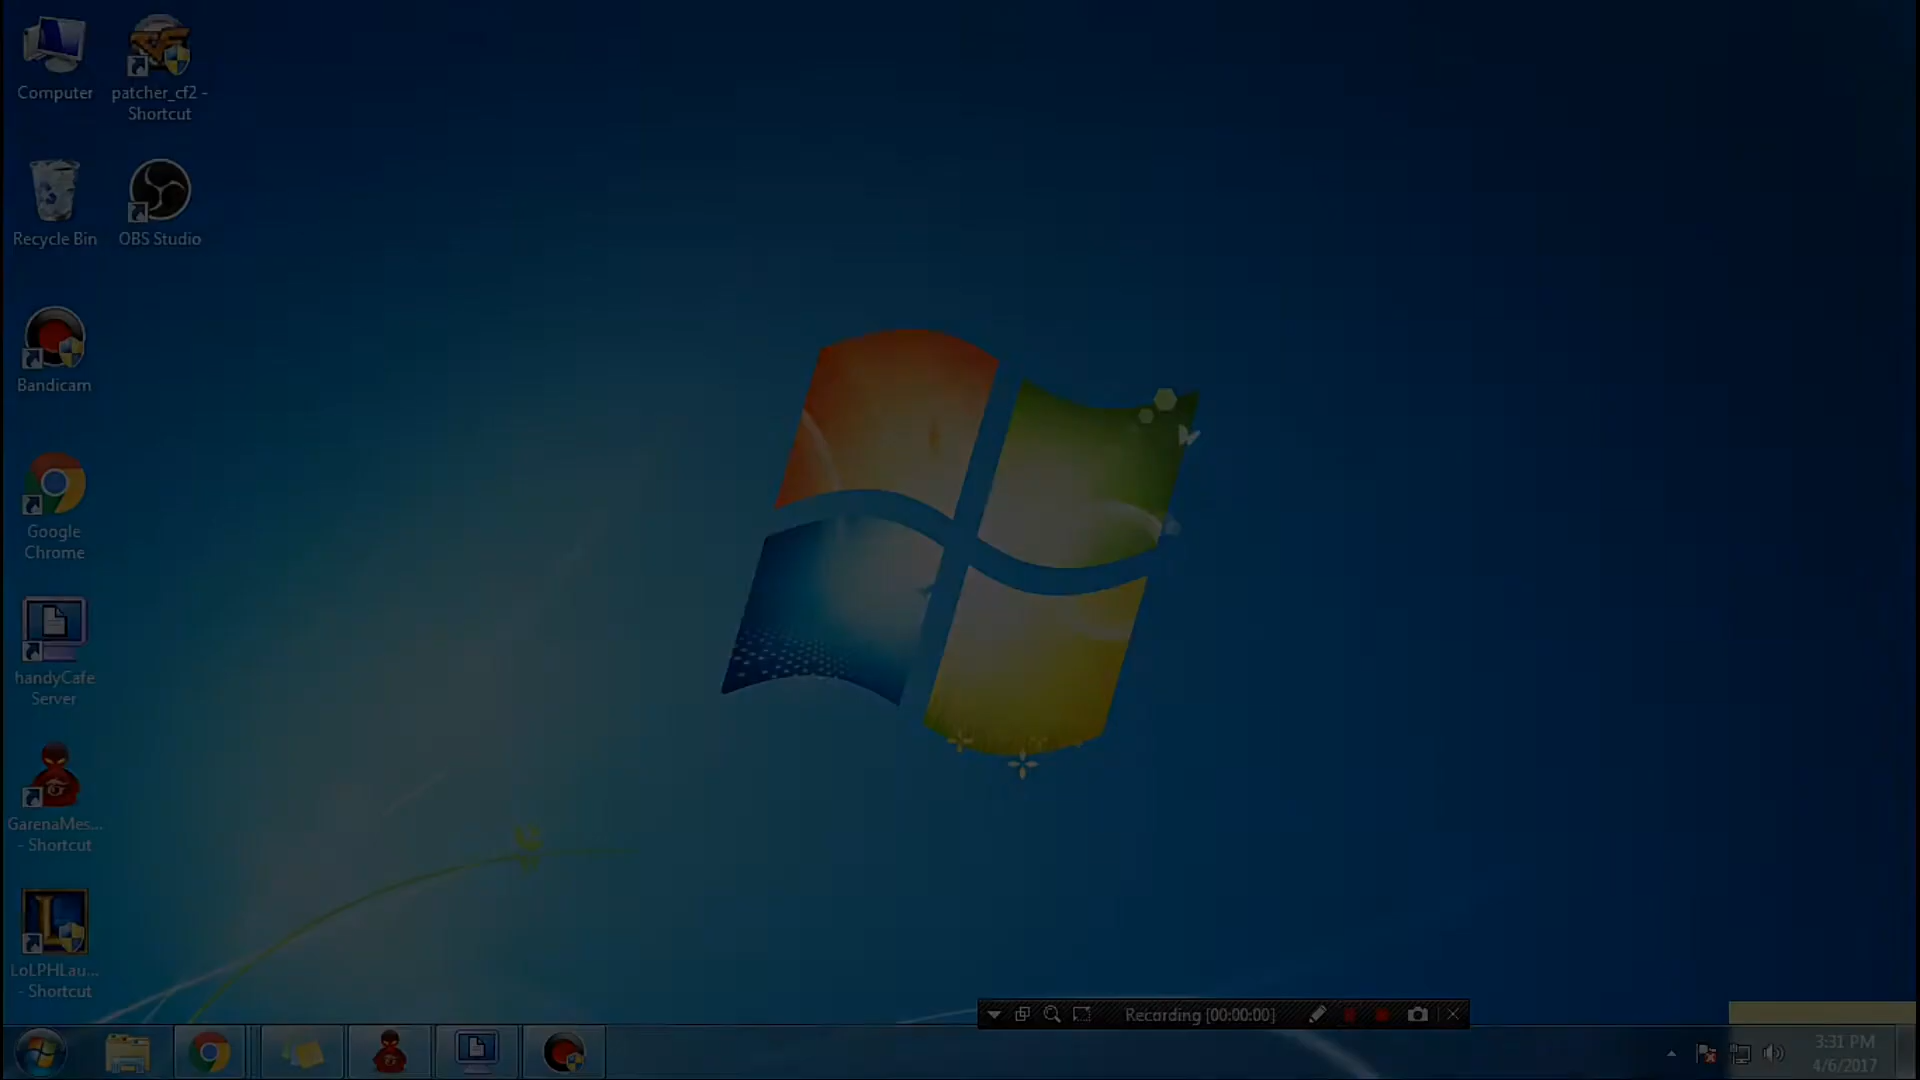 Computer
patcher_cf2 -
Shortcut
Recycle Bin
OBS Studio
Bandicam
Google
Chrome
handyCafe
Server
GarenaMes...
- Shortcut
LoLPHLau...
- Shortcut
Recording [00:00:00]
3:31 PM
4/6/2017